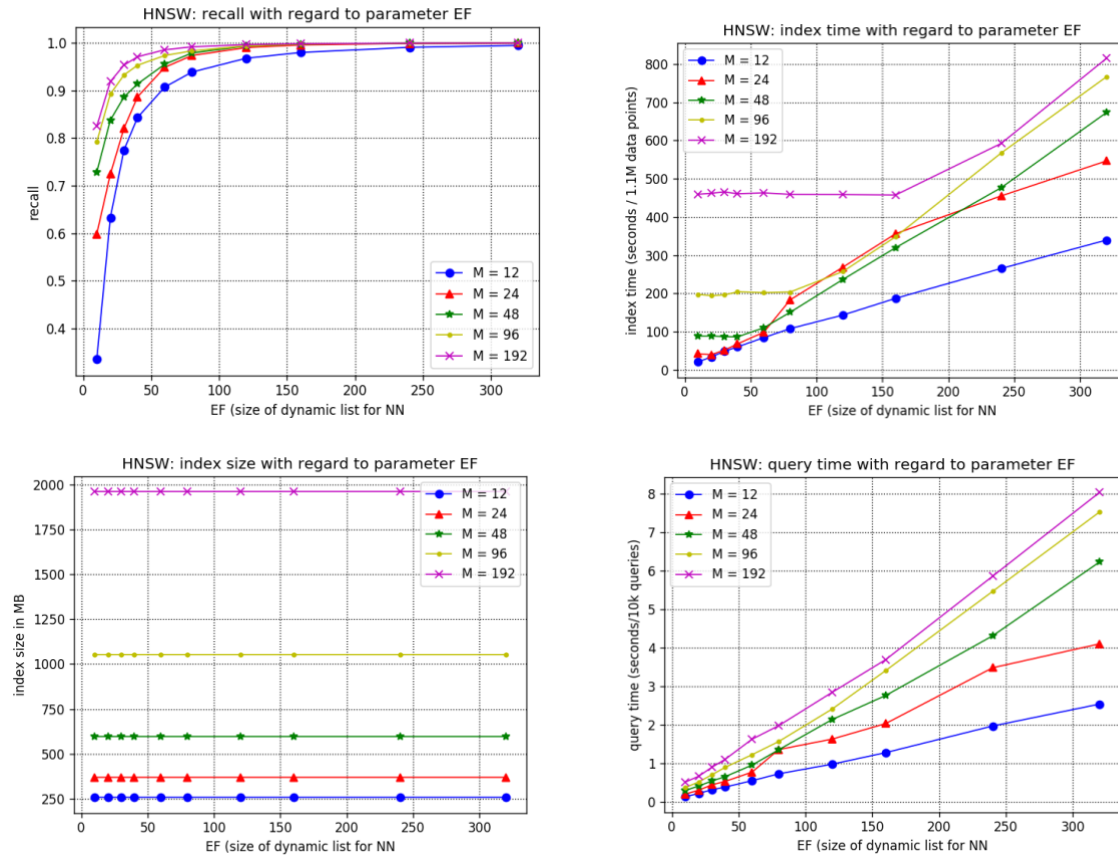 HNSW: recall with regard to parameter EF
1.0
0.9
0.8
0.7
0.6
0.5
0.4
recall
M = 12
M = 24
M = 48
M = 96
M = 192
0 50 100 150 200 250 300
EF (size of dynamic list for NN
HNSW: index time with regard to parameter EF
M = 12
M = 24
M = 48
M = 96
M = 192
800
700
600
500
400
300
200
100
0
index time (seconds / 1.1M data points)
0 50 100 150 200 250 300
EF (size of dynamic list for NN
HNSW: index size with regard to parameter EF
2000
1750
1500
1250
1000
750
500
250
index size in MB
M = 12
M = 24
M = 48
M = 96
M = 192
0 50 100 150 200 250 300
EF (size of dynamic list for NN
HNSW: query time with regard to parameter EF
M = 12
M = 24
M = 48
M = 96
M = 192
8
7
6
5
4
3
2
1
0
query time (seconds/10k queries)
0 50 100 150 200 250 300
EF (size of dynamic list for NN